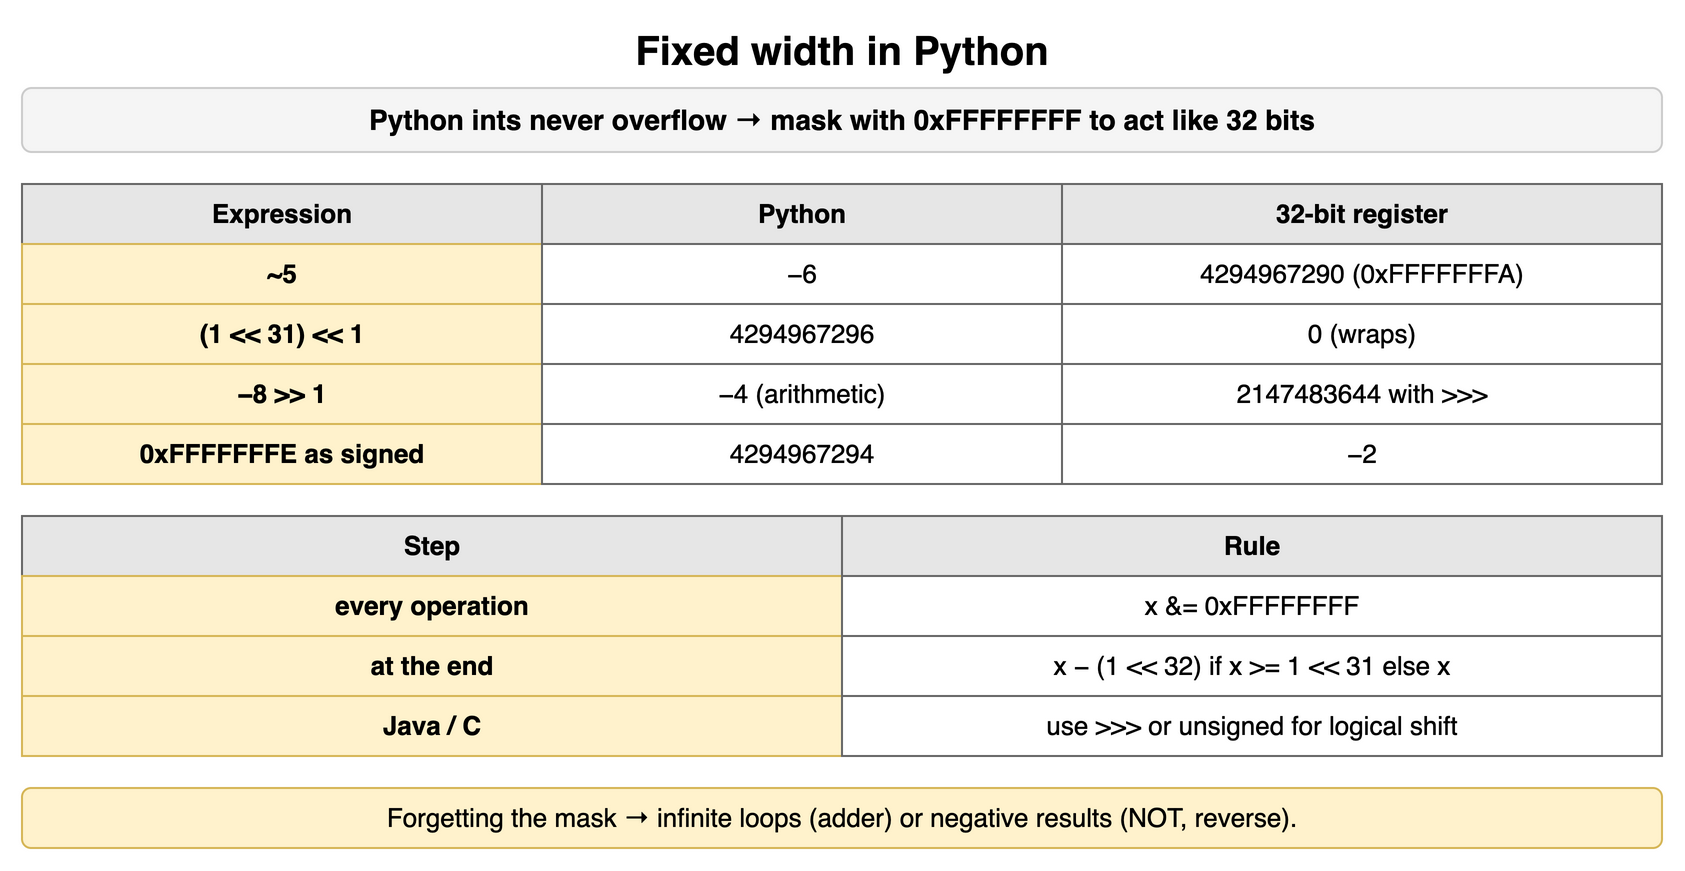 Fixed width in Python
Python ints never overflow → mask with 0xFFFFFFFF to act like 32 bits
Expression Python 32-bit register
~5 −6 4294967290 (0xFFFFFFFA)
(1 << 31) << 1 4294967296 0 (wraps)
−8 >> 1 −4 (arithmetic) 2147483644 with >>>
0xFFFFFFFE as signed 4294967294 −2
Step Rule
every operation x &= 0xFFFFFFFF
at the end x − (1 << 32) if x >= 1 << 31 else x
Java / C use >>> or unsigned for logical shift
Forgetting the mask → infinite loops (adder) or negative results (NOT, reverse).